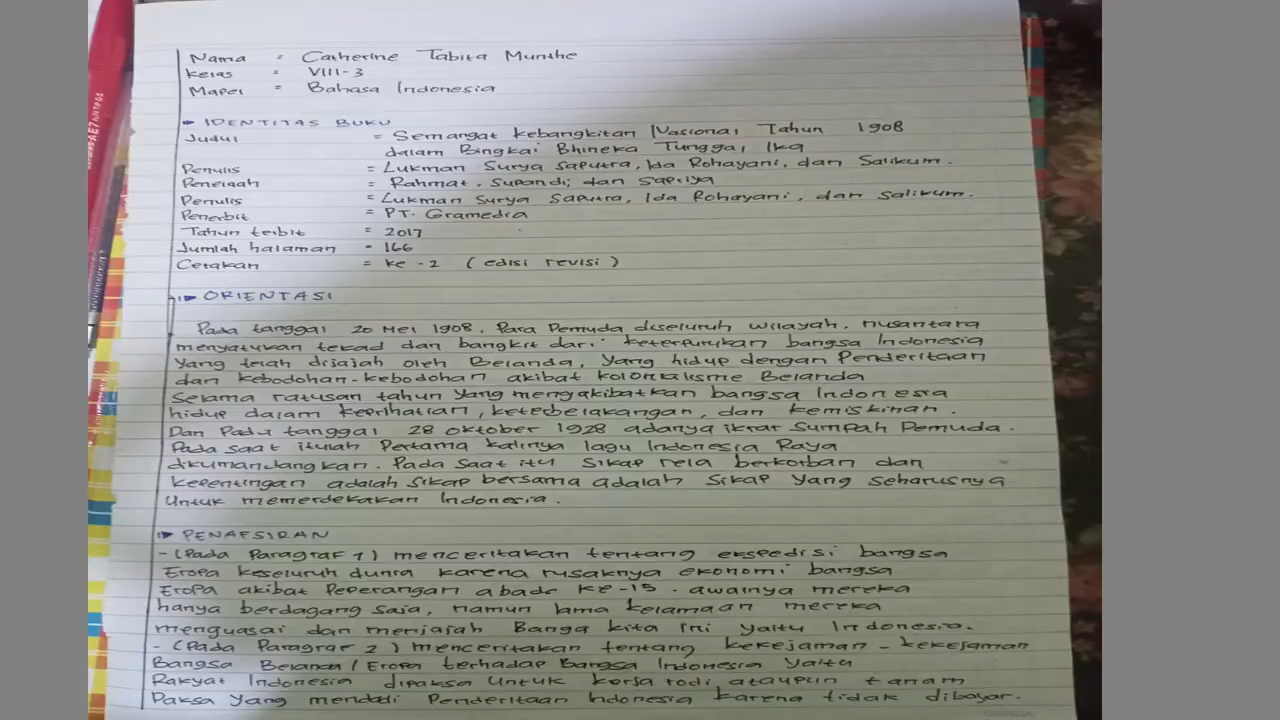 Nama : Catherine Tabita Munthe
Kelas : VIII-3
Mapel : Bahasa Indonesia
IDENTITAS BUKU
Judul = Semangat kebangkitan Nasional Tahun 1908
dalam Bingkai Bhineka Tunggal Ika
Penulis = Lukman Surya Saputra, Ida Rohayani, dan Salikum.
Penelaah = Rahmat, Supandi, dan Sapriya
Penulis = Lukman Surya Saputra, Ida Rohayani, dan Salikum.
Penerbit = PT. Gramedia
Tahun terbit = 2017
Jumlah halaman = 166
Cetakan = ke-2 (edisi revisi)
ORIENTASI
Pada tanggal 20 Mei 1908. Para Pemuda diseluruh wilayah. nusantara
menyatukan tekad dan bangkit dari keterpurukan bangsa Indonesia
Yang telah dijajah oleh Belanda, Yang hidup dengan Penderitaan
dan kebodohan-kebodohan akibat kolonialisme Belanda
Selama ratusan tahun yang mengakibatkan bangsa Indonesia
hidup dalam keprihatian, keteberakangan, dan kemiskinan.
Dan Pada tanggal 28 oktober 1928 adanya ikrar Sumpah Pemuda.
Pada saat itulah Pertama kalinya lagu Indonesia Raya
dikumandangkan. Pada saat itu sikap rela berkorban dan
kepentingan adalah sikap bersama adalah sikap yang seharusnya
Untuk memerdekakan Indonesia.
PENAFSIRAN
- (Pada Paragraf 1) menceritakan tentang ekspedisi bangsa
Eropa keseluruh dunia karena rusaknya ekonomi bangsa
Eropa akibat Peperangan abade ke-15. awalnya mereka
hanya berdagang saja, namun lama kelamaan mereka
menguasai dan menjajah Banga kita ini yaitu Indonesia.
- (Pada Paragraf 2) menceritakan tentang kekejaman-kekejaman
Bangsa Belanda/Eropa terhadap Bangsa Indonesia yaitu
Rakyat Indonesia dipaksa untuk kerja rodi ataupun tanam
Paksa Yang mendadi Penderitaan Indonesia karena tidak dibayar.